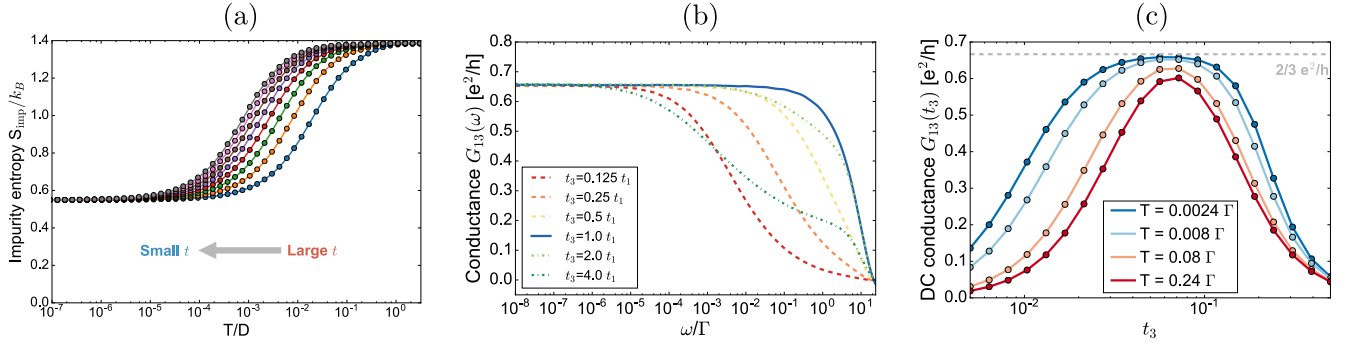 (a)
Impurity entropy S_imp/k_B
1.4
1.2
1.0
0.8
0.6
0.4
0.2
0.0
Small t
Large t
10^-7
10^-6
10^-5
10^-4
10^-3
10^-2
10^-1
10^0
T/D
(b)
Conductance G_13(ω) [e^2/h]
0.8
0.7
0.6
0.5
0.4
0.3
0.2
0.1
0.0
t_3=0.125 t_1
t_3=0.25 t_1
t_3=0.5 t_1
t_3=1.0 t_1
t_3=2.0 t_1
t_3=4.0 t_1
10^-8
10^-7
10^-6
10^-5
10^-4
10^-3
10^-2
10^-1
10^0
10^1
ω/Γ
(c)
DC conductance G_13(t_3) [e^2/h]
0.7
0.6
0.5
0.4
0.3
0.2
0.1
0.0
2/3 e^2/h
T = 0.0024 Γ
T = 0.008 Γ
T = 0.08 Γ
T = 0.24 Γ
10^-2
10^-1
t_3